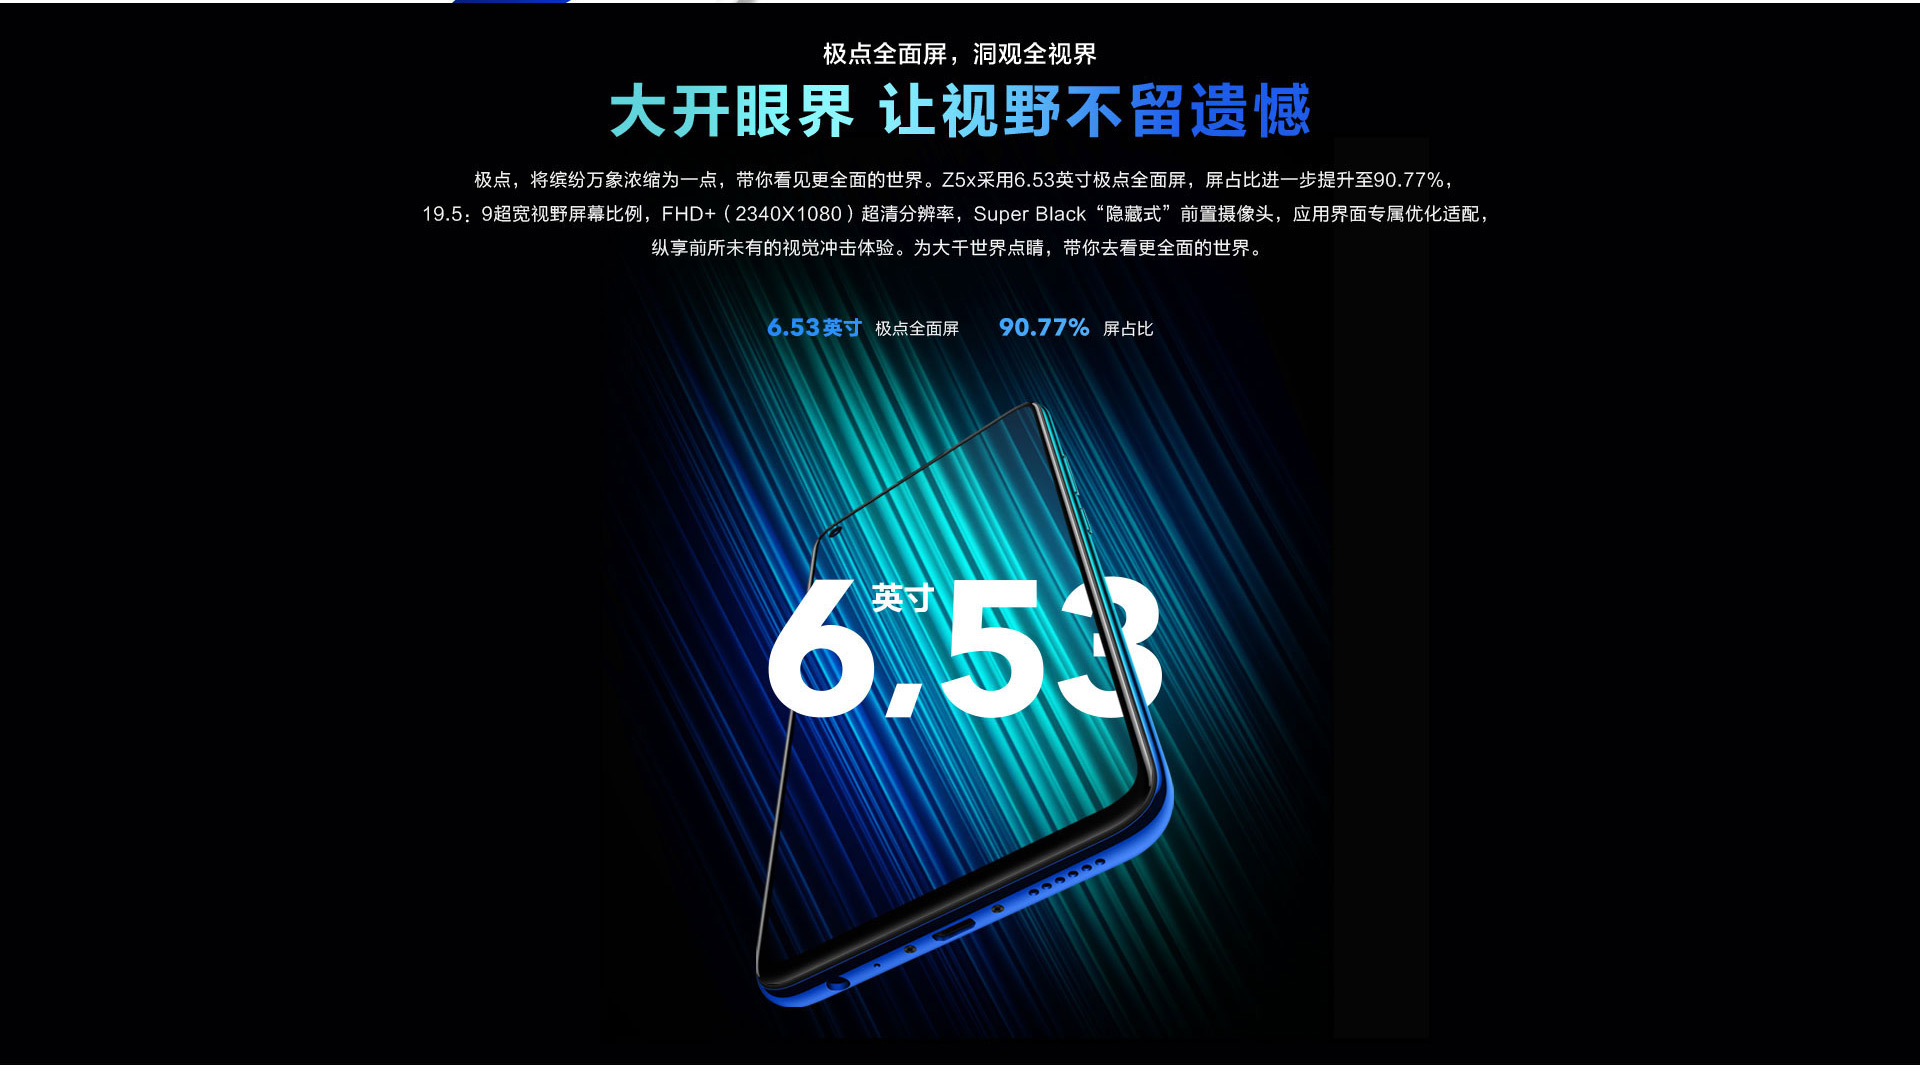 极点全面屏，洞观全视界
大开眼界 让视野不留遗憾
极点，将缤纷万象浓缩为一点，带你看见更全面的世界。Z5x采用6.53英寸极点全面屏，屏占比进一步提升至90.77%，
19.5：9超宽视野屏幕比例，FHD+（2340X1080）超清分辨率，Super Black“隐藏式”前置摄像头，应用界面专属优化适配，
纵享前所未有的视觉冲击体验。为大千世界点睛，带你去看更全面的世界。
6.53英寸 极点全面屏 90.77% 屏占比
6.53英寸